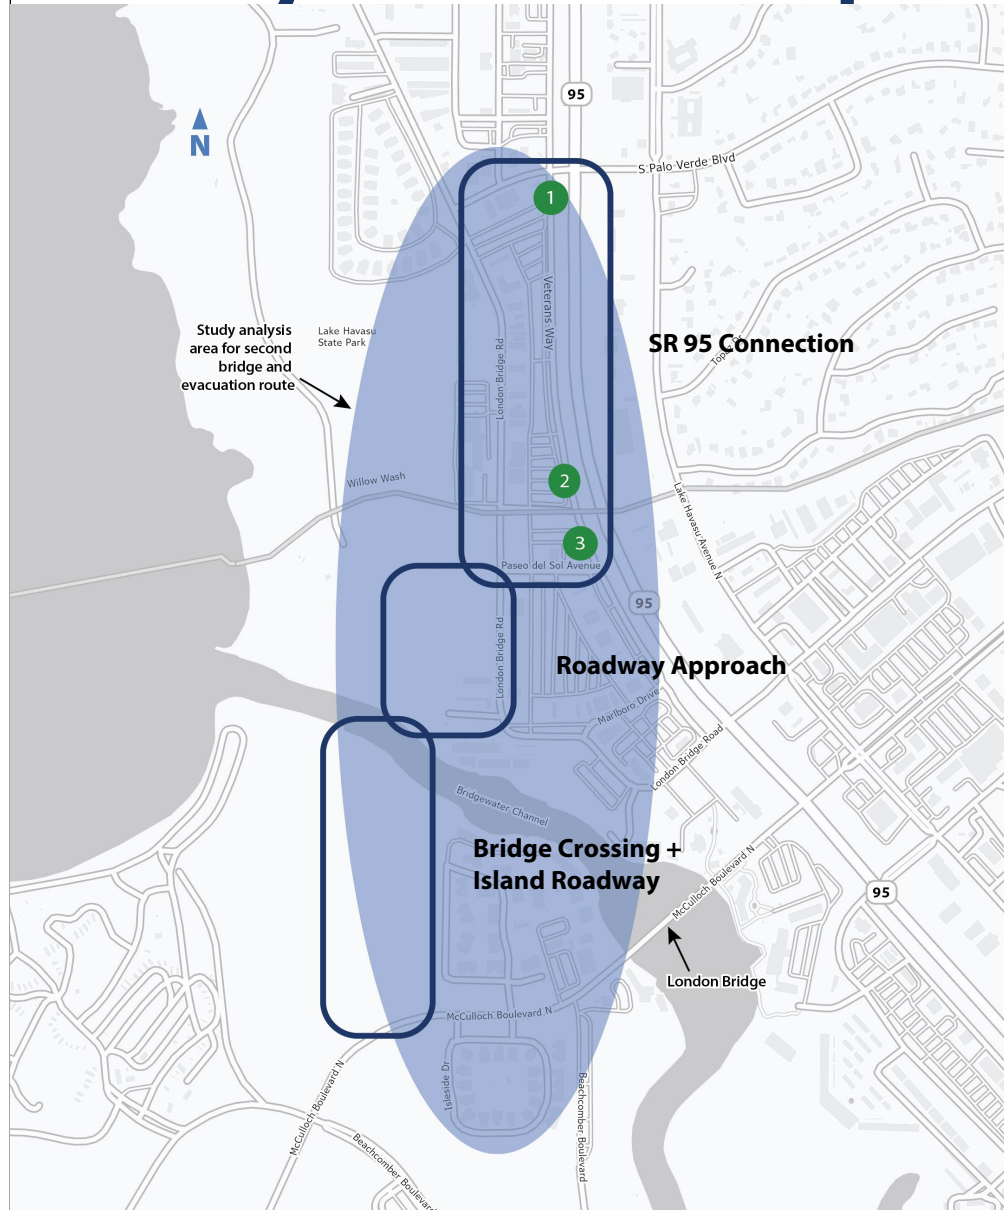 95
N
S Palo Verde Blvd
1
Veterans Way
Study analysis
area for second
bridge and
evacuation route
Lake Havasu
State Park
London Bridge Rd
SR 95 Connection
Topaz Dr
Willow Wash
2
Lake Havasu Avenue N
3
Paseo del Sol Avenue
95
London Bridge Rd
Roadway Approach
Marlboro Drive
London Bridge Road
Bridgewater Channel
Bridge Crossing +
Island Roadway
McCulloch Boulevard N
95
London Bridge
McCulloch Boulevard N
Isleside Dr
McCulloch Boulevard N
Beachcomber Boulevard
Beachcomber Boulevard